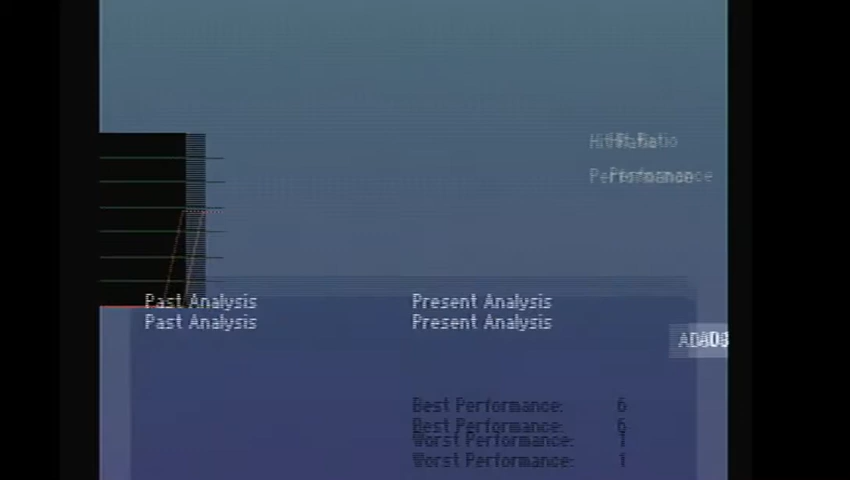 Hit Ratio
Performance
Past Analysis Present Analysis
Past Analysis Present Analysis
Best Performance: 6
Best Performance: 6
Worst Performance: 1
Worst Performance: 1